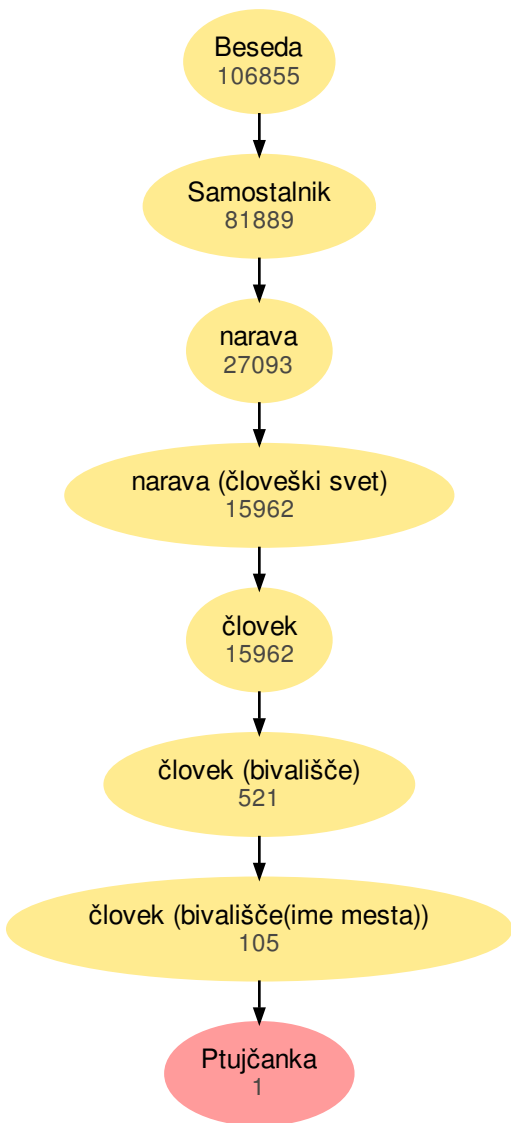 Beseda
106855
Samostalnik
81889
narava
27093
narava (človeški svet)
15962
človek
15962
človek (bivališče)
521
človek (bivališče(ime mesta))
105
Ptujčanka
1